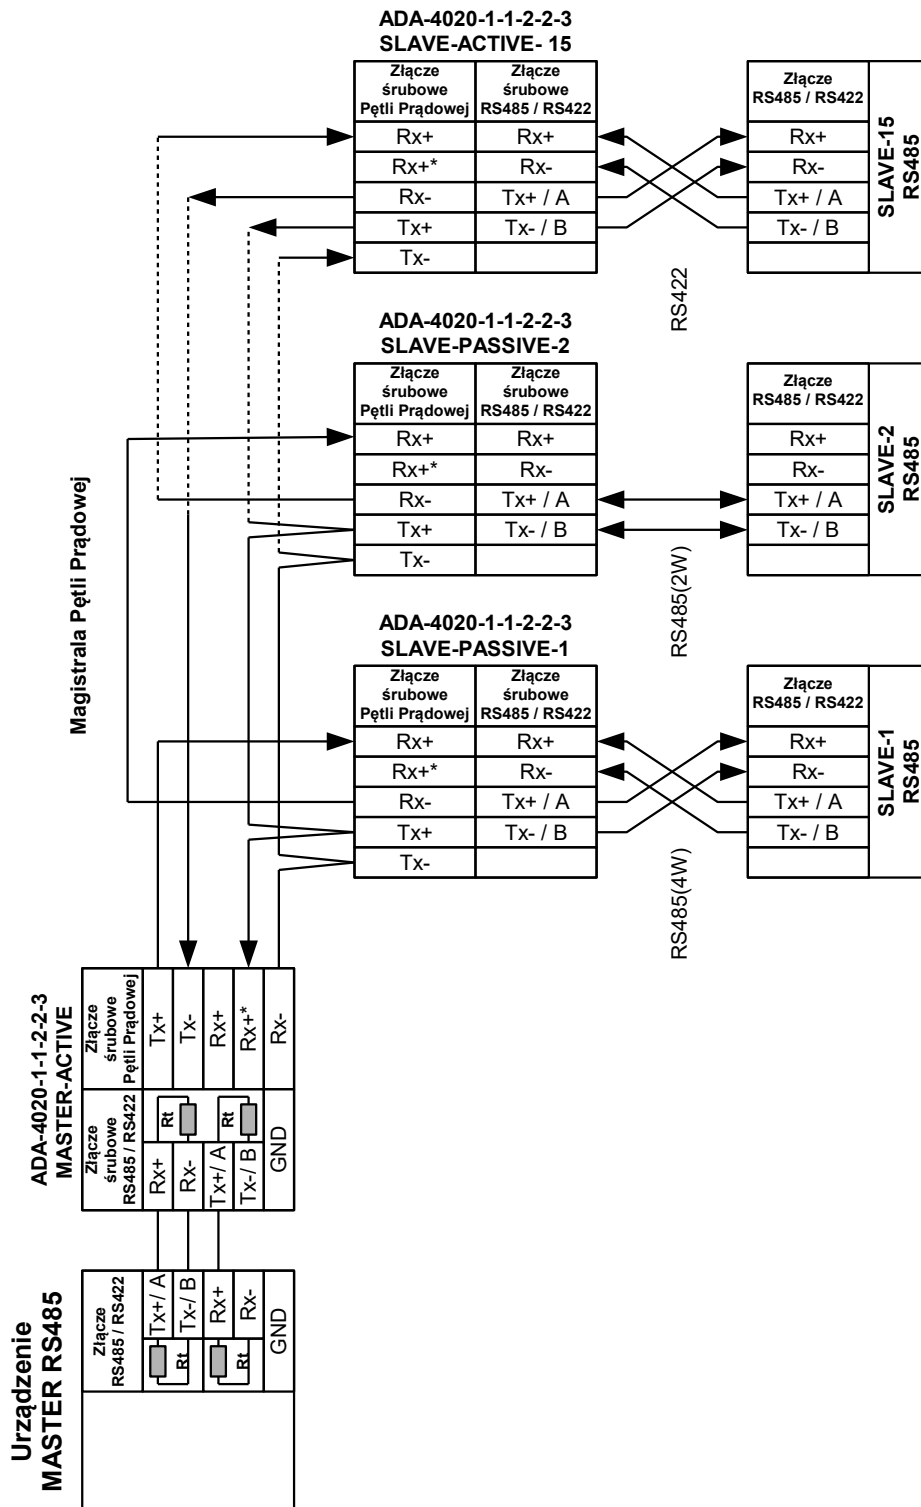 ADA-4020-1-1-2-2-3
SLAVE-ACTIVE- 15
Złącze
śrubowe
Pętli Prądowej
Złącze
śrubowe
RS485 / RS422
Rx+
Rx+
Rx+*
Rx-
Rx-
Tx+ / A
Tx+
Tx- / B
Tx-
Złącze
RS485 / RS422
Rx+
Rx-
Tx+ / A
Tx- / B
SLAVE-15
RS485
RS422
ADA-4020-1-1-2-2-3
SLAVE-PASSIVE-2
Złącze
śrubowe
Pętli Prądowej
Złącze
śrubowe
RS485 / RS422
Rx+
Rx+
Rx+*
Rx-
Rx-
Tx+ / A
Tx+
Tx- / B
Tx-
Złącze
RS485 / RS422
Rx+
Rx-
Tx+ / A
Tx- / B
SLAVE-2
RS485
RS485(2W)
Magistrala Pętli Prądowej
ADA-4020-1-1-2-2-3
SLAVE-PASSIVE-1
Złącze
śrubowe
Pętli Prądowej
Złącze
śrubowe
RS485 / RS422
Rx+
Rx+
Rx+*
Rx-
Rx-
Tx+ / A
Tx+
Tx- / B
Tx-
Złącze
RS485 / RS422
Rx+
Rx-
Tx+ / A
Tx- / B
SLAVE-1
RS485
RS485(4W)
ADA-4020-1-1-2-2-3
MASTER-ACTIVE
Złącze
śrubowe
Pętli Prądowej
Tx+
Tx-
Rx+
Rx+*
Rx-
Złącze
śrubowe
RS485 / RS422
Rt
Rt
Rx+
Rx-
Tx+/ A
Tx-/ B
GND
Urządzenie
MASTER RS485
Złącze
RS485 / RS422
Tx+/ A
Tx-/ B
Rx+
Rx-
GND
Rt
Rt